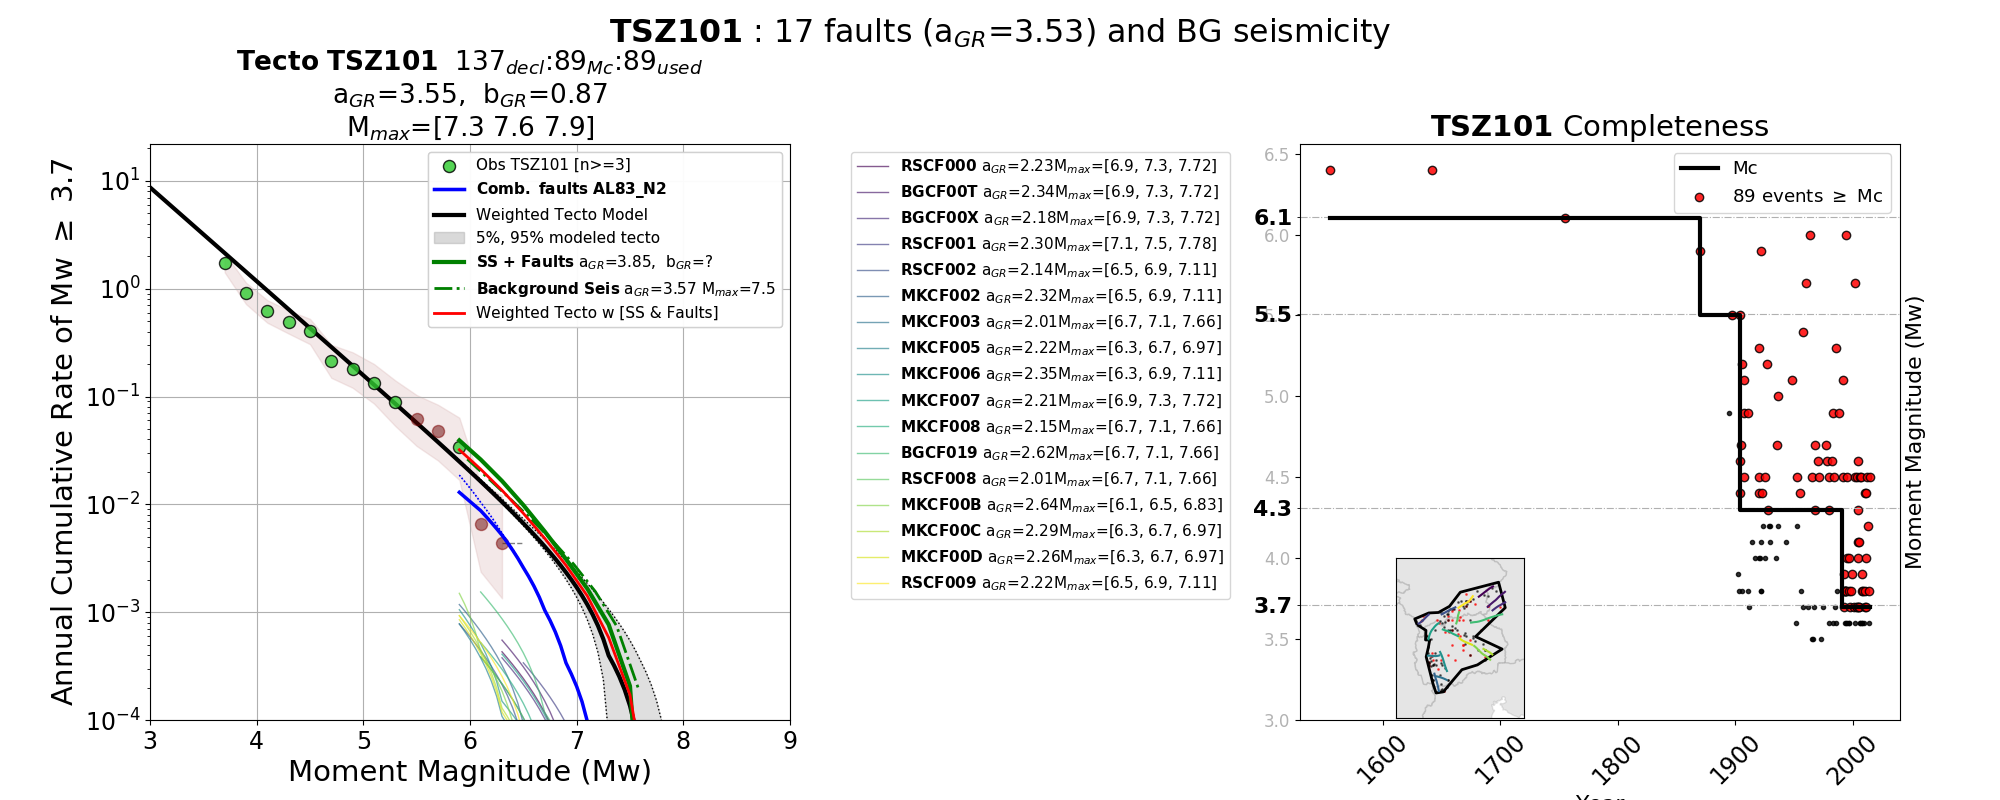 TSZ101 : 17 faults (aGR=3.53) and BG seismicity
Tecto TSZ101 137decl:89Mc:89used
aGR=3.55, bGR=0.87
Mmax=[7.3 7.6 7.9]
Annual Cumulative Rate of Mw ≥ 3.7
10^1
10^0
10^−1
10^−2
10^−3
10^−4
3 4 5 6 7 8 9
Moment Magnitude (Mw)
Obs TSZ101 [n>=3]
Comb. faults AL83_N2
Weighted Tecto Model
5%, 95% modeled tecto
SS + Faults aGR=3.85, bGR=?
Background Seis aGR=3.57 Mmax=7.5
Weighted Tecto w [SS & Faults]
RSCF000 aGR=2.23Mmax=[6.9, 7.3, 7.72]
BGCF00T aGR=2.34Mmax=[6.9, 7.3, 7.72]
BGCF00X aGR=2.18Mmax=[6.9, 7.3, 7.72]
RSCF001 aGR=2.30Mmax=[7.1, 7.5, 7.78]
RSCF002 aGR=2.14Mmax=[6.5, 6.9, 7.11]
MKCF002 aGR=2.32Mmax=[6.5, 6.9, 7.11]
MKCF003 aGR=2.01Mmax=[6.7, 7.1, 7.66]
MKCF005 aGR=2.22Mmax=[6.3, 6.7, 6.97]
MKCF006 aGR=2.35Mmax=[6.3, 6.9, 7.11]
MKCF007 aGR=2.21Mmax=[6.9, 7.3, 7.72]
MKCF008 aGR=2.15Mmax=[6.7, 7.1, 7.66]
BGCF019 aGR=2.62Mmax=[6.7, 7.1, 7.66]
RSCF008 aGR=2.01Mmax=[6.7, 7.1, 7.66]
MKCF00B aGR=2.64Mmax=[6.1, 6.5, 6.83]
MKCF00C aGR=2.29Mmax=[6.3, 6.7, 6.97]
MKCF00D aGR=2.26Mmax=[6.3, 6.7, 6.97]
RSCF009 aGR=2.22Mmax=[6.5, 6.9, 7.11]
TSZ101 Completeness
Mc
89 events ≥ Mc
6.5
6.1
6.0
5.5
5.0
4.5
4.3
4.0
3.7
3.5
3.0
1600 1700 1800 1900 2000
Moment Magnitude (Mw)
Year